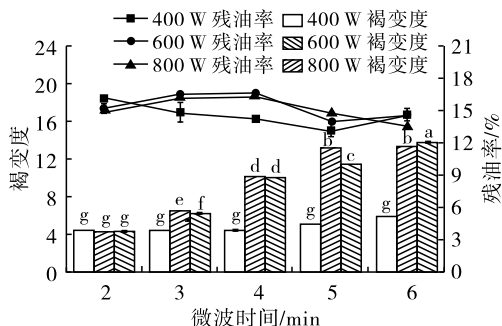 400 W 残油率 400 W 褐变度
600 W 残油率 600 W 褐变度
800 W 残油率 800 W 褐变度
24
20
16
12
8
4
0
褐变度
g g g
g e f
g d d
g b c
g b a
21
18
15
12
9
6
3
0
残油率/%
2 3 4 5 6
微波时间/min